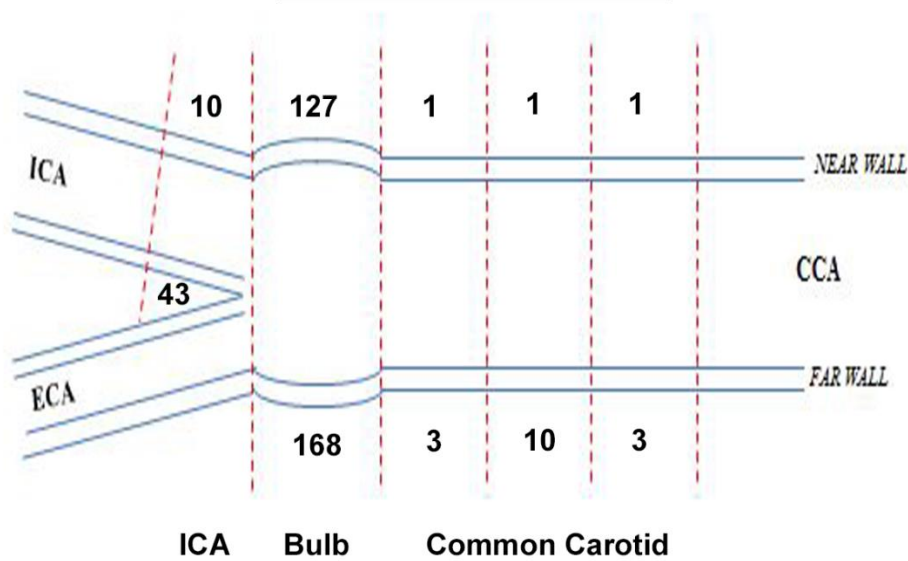 10 127 1 1 1
ICA
NEAR WALL
CCA
43
ECA
FAR WALL
168 3 10 3
ICA Bulb Common Carotid